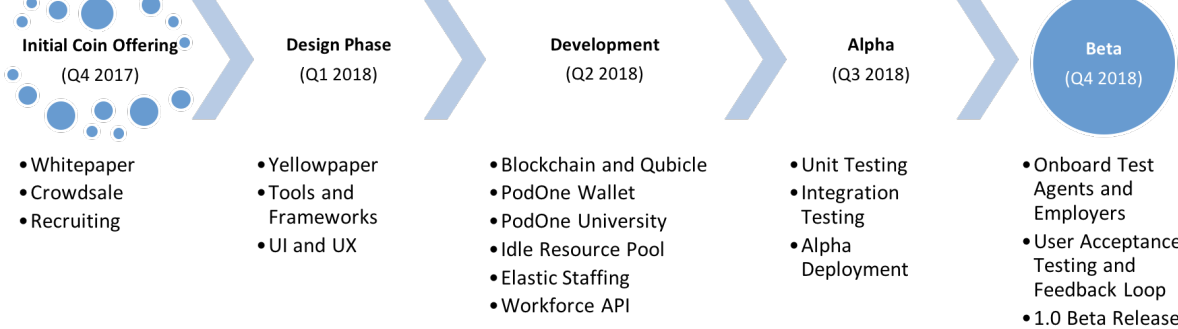 Initial Coin Offering
(Q4 2017)
•Whitepaper
•Crowdsale
•Recruiting
Design Phase
(Q1 2018)
•Yellowpaper
•Tools and
Frameworks
•UI and UX
Development
(Q2 2018)
•Blockchain and Qubicle
•PodOne Wallet
•PodOne University
•Idle Resource Pool
•Elastic Staffing
•Workforce API
Alpha
(Q3 2018)
•Unit Testing
•Integration
Testing
•Alpha
Deployment
Beta
(Q4 2018)
•Onboard Test
Agents and
Employers
•User Acceptance
Testing and
Feedback Loop
•1.0 Beta Release